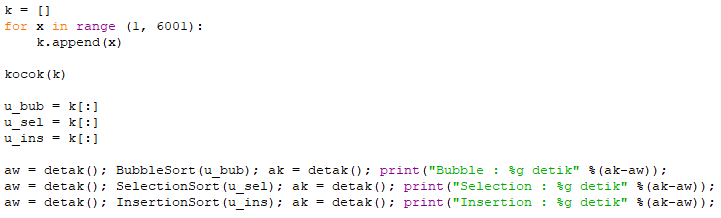 k = []
for x in range (1, 6001):
    k.append(x)
kocok(k)
u_bub = k[:]
u_sel = k[:]
u_ins = k[:]
aw = detak(); BubbleSort(u_bub); ak = detak(); print("Bubble : %g detik" %(ak-aw));
aw = detak(); SelectionSort(u_sel); ak = detak(); print("Selection : %g detik" %(ak-aw));
aw = detak(); InsertionSort(u_ins); ak = detak(); print("Insertion : %g detik" %(ak-aw));